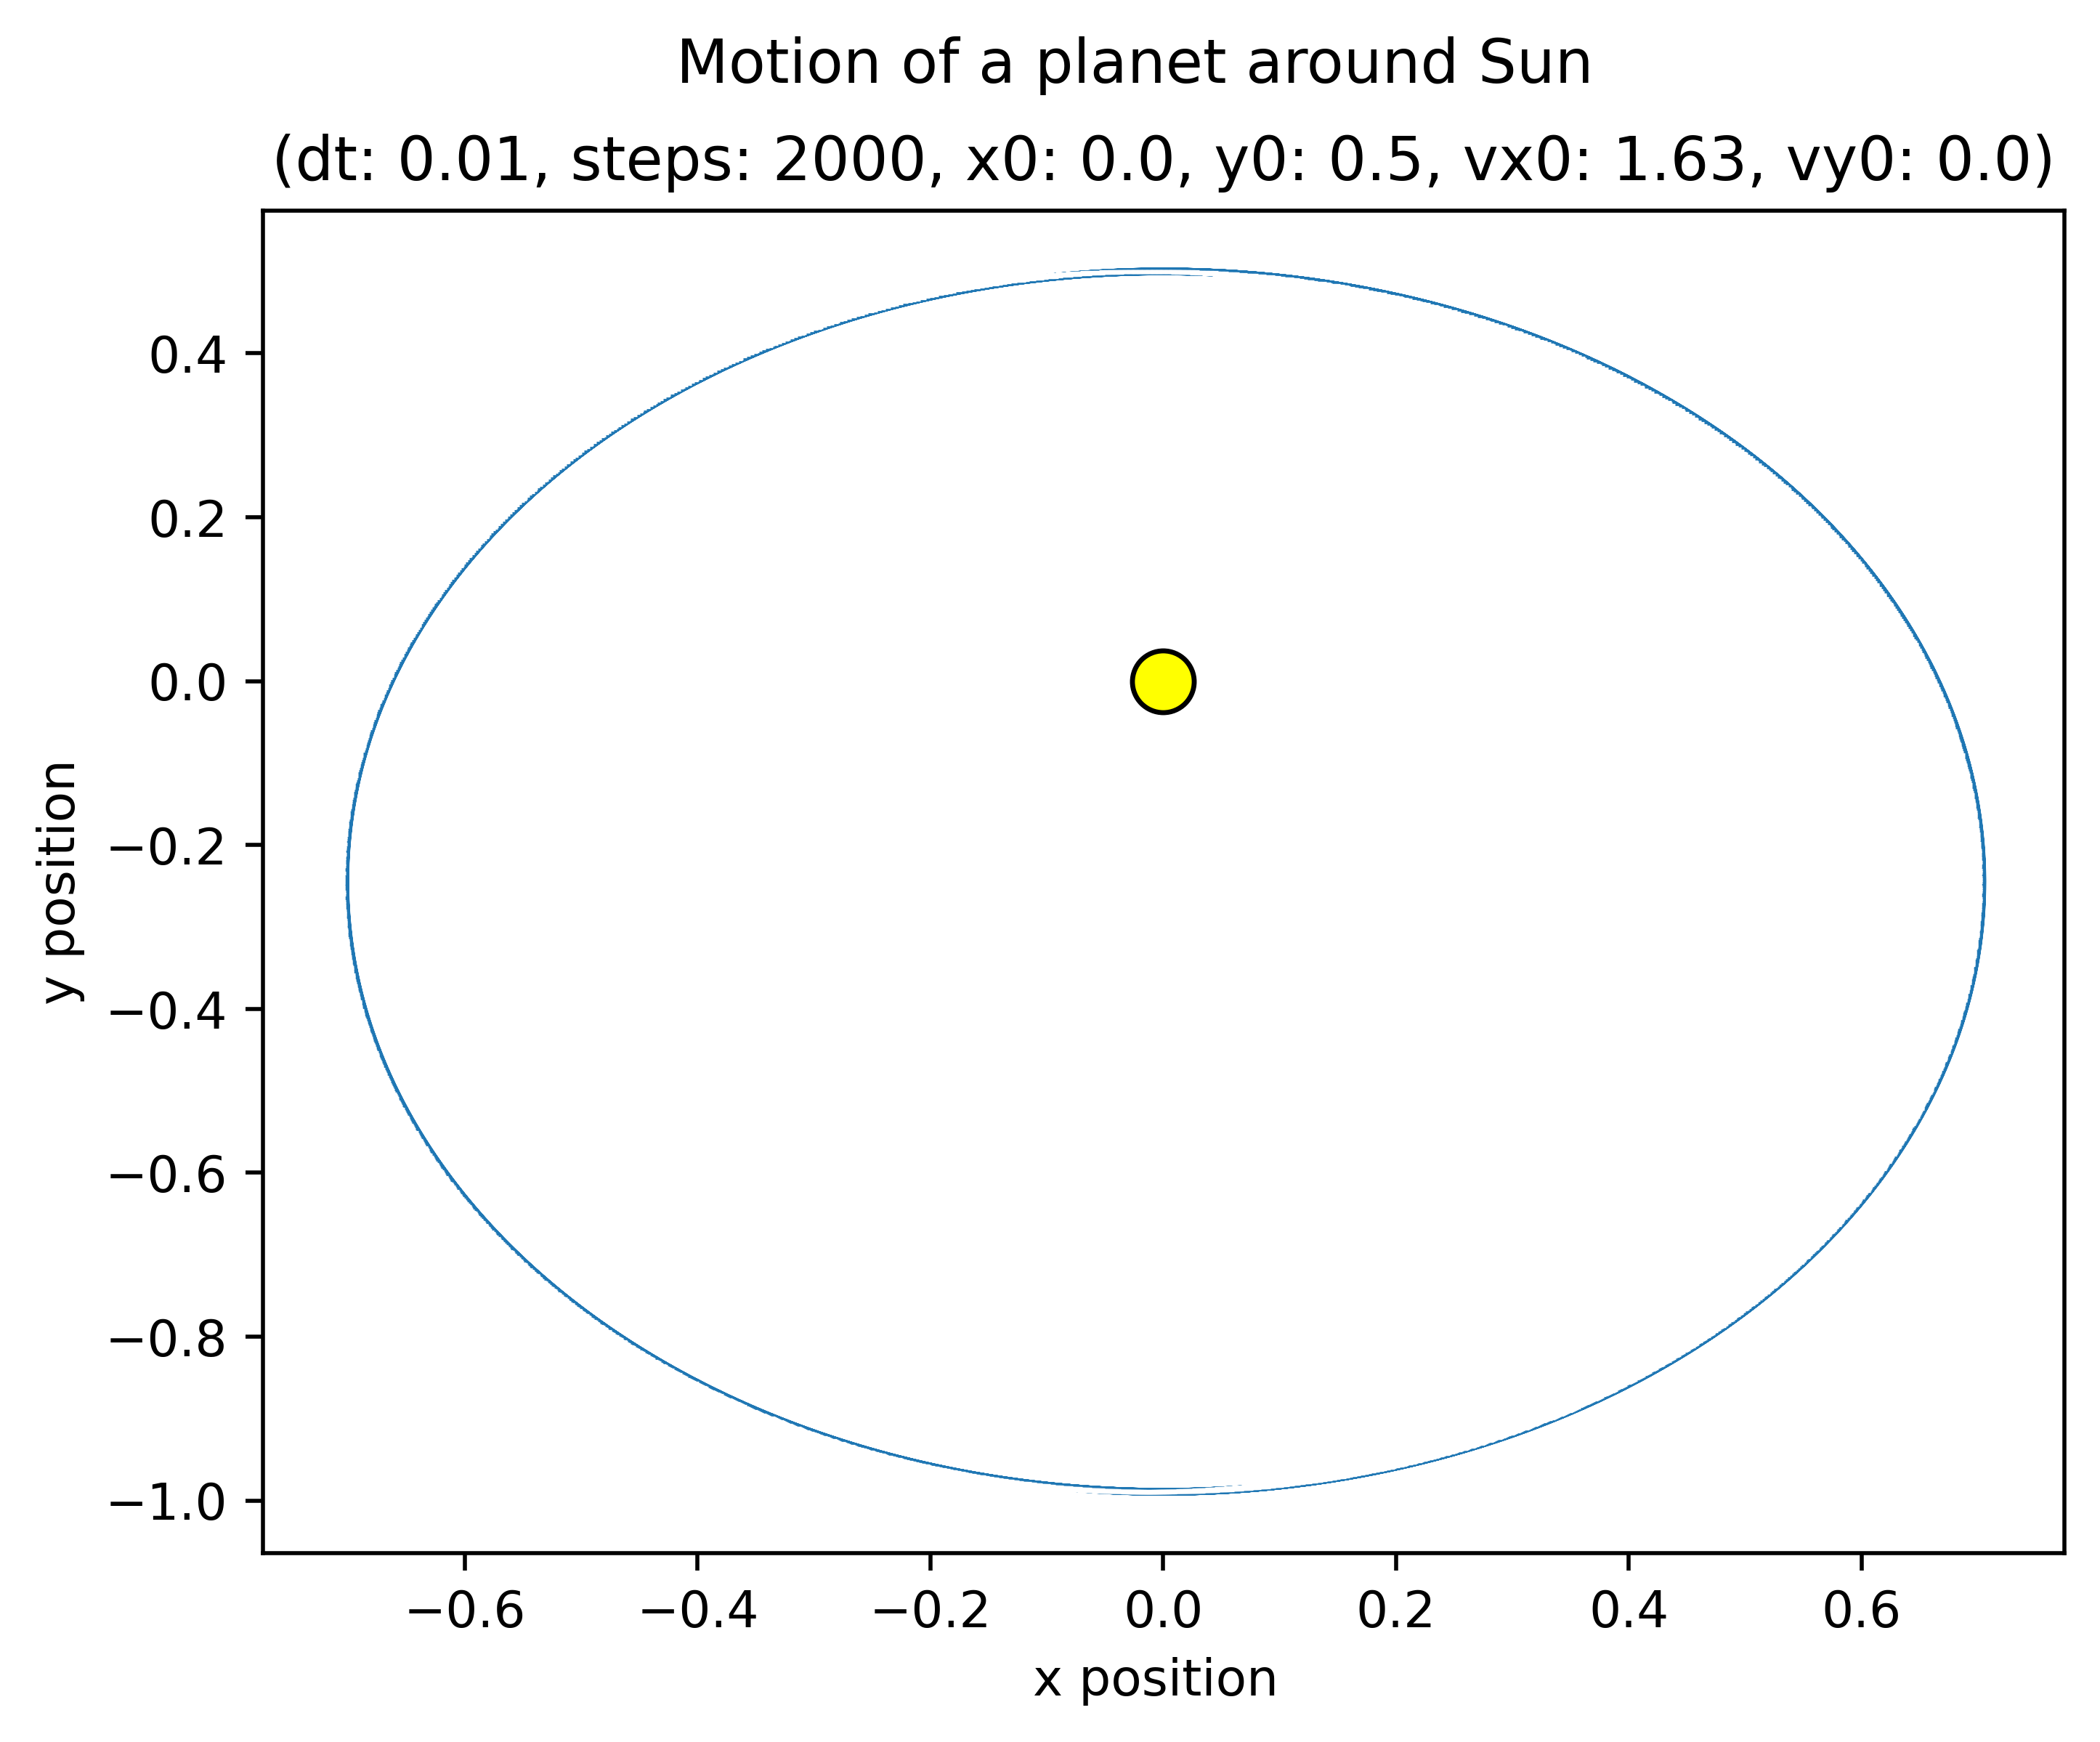 Motion of a planet around Sun
(dt: 0.01, steps: 2000, x0: 0.0, y0: 0.5, vx0: 1.63, vy0: 0.0)
0.4
0.2
0.0
−0.2
−0.4
−0.6
−0.8
−1.0
y position
−0.6 −0.4 −0.2 0.0 0.2 0.4 0.6
x position